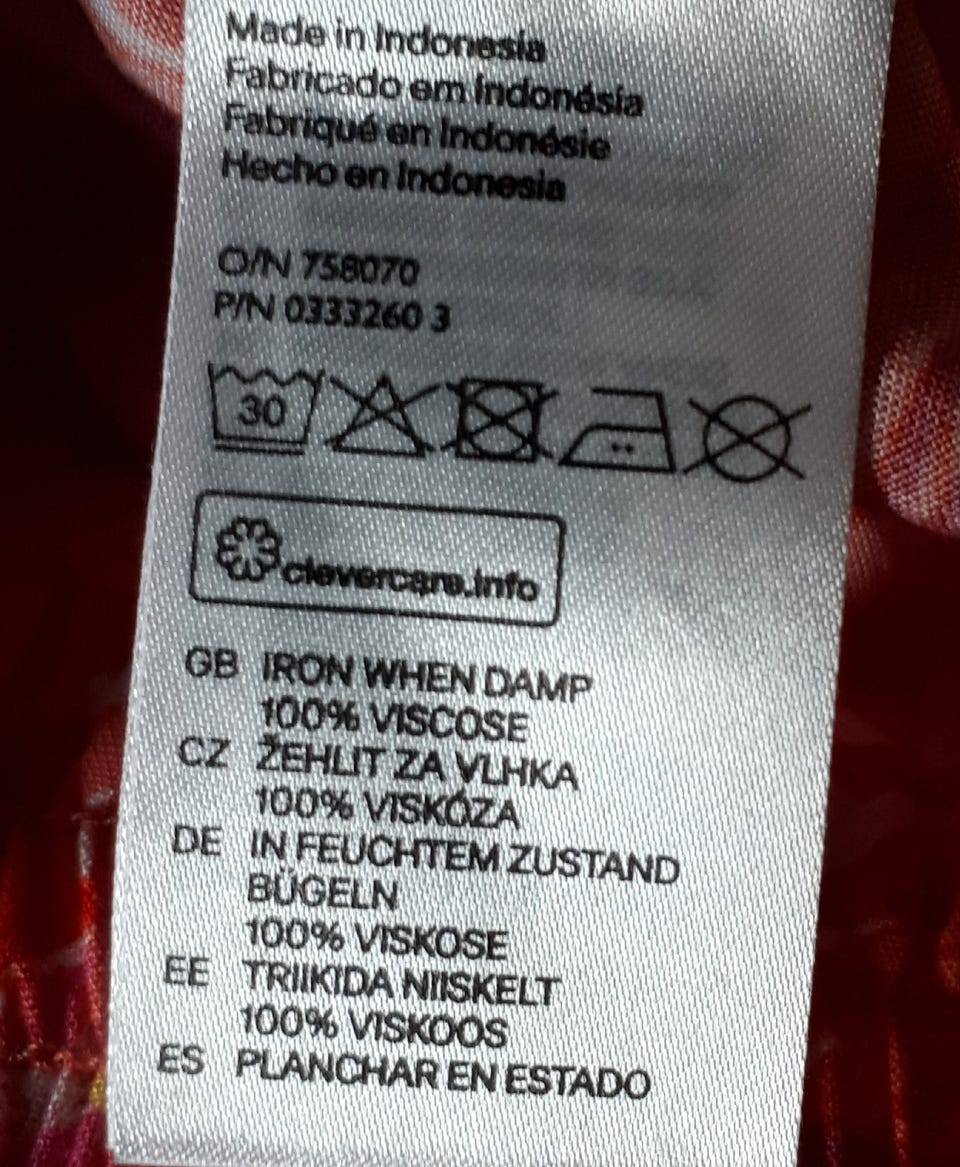 Made in Indonesia
Fabricado em Indonésia
Fabriqué en Indonésie
Hecho en Indonesia
O/N 758070
P/N 0333260 3
30
clevercare.info
GB IRON WHEN DAMP
100% VISCOSE
CZ ŽEHLIT ZA VLHKA
100% VISKÓZA
DE IN FEUCHTEM ZUSTAND
BÜGELN
100% VISKOSE
EE TRIIKIDA NIISKELT
100% VISKOOS
ES PLANCHAR EN ESTADO